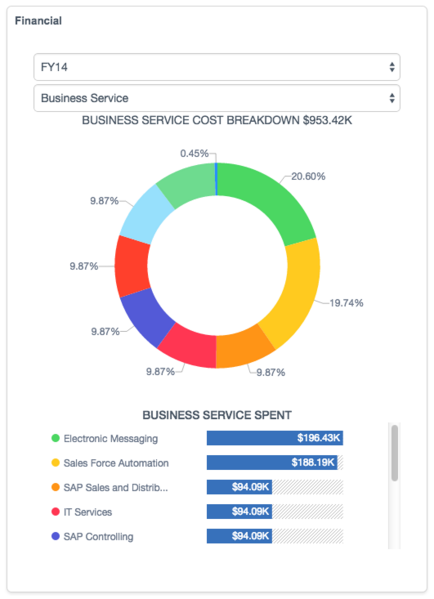 Financial
FY14
Business Service
BUSINESS SERVICE COST BREAKDOWN $953.42K
0.45%
20.60%
9.87%
9.87%
19.74%
9.87%
9.87%
9.87%
BUSINESS SERVICE SPENT
Electronic Messaging $196.43K
Sales Force Automation $188.19K
SAP Sales and Distrib... $94.09K
IT Services $94.09K
SAP Controlling $94.09K